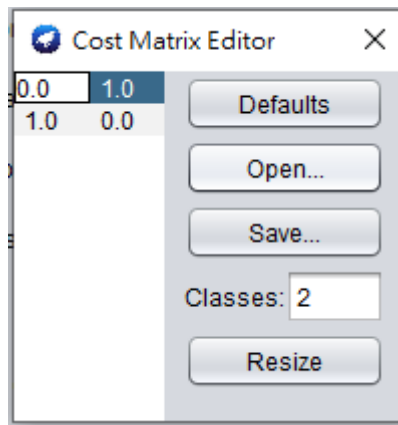 Cost Matrix Editor
0.0 1.0
1.0 0.0
Defaults
Open...
Save...
Classes: 2
Resize